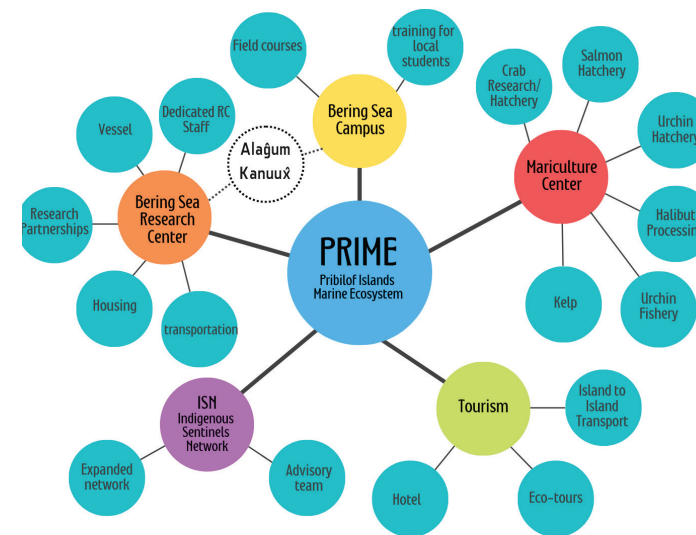 Field courses
training for
local
students
Bering Sea
Campus
Crab
Research/
Hatchery
Salmon
Hatchery
Urchin
Hatchery
Mariculture
Center
Halibut
Processing
Urchin
Fishery
Kelp
Vessel
Dedicated RC
Staff
Alaĝum
Kanuux̂
Bering Sea
Research
Center
Research
Partnerships
Housing
transportation
PRIME
Pribilof Islands
Marine Ecosystem
ISN
Indigenous
Sentinels
Network
Expanded
network
Advisory
team
Tourism
Island to
Island
Transport
Hotel
Eco-tours